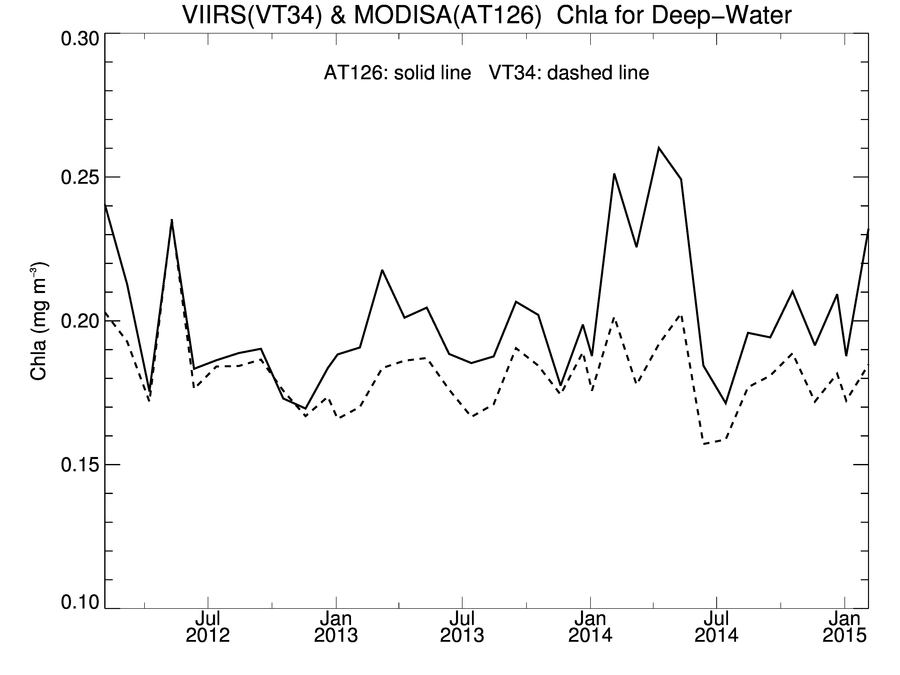 VIIRS(VT34) & MODISA(AT126)  Chla for Deep−Water
AT126: solid line   VT34: dashed line
0.30
0.25
0.20
0.15
0.10
Chla (mg m⁻³)
Jul 2012
Jan 2013
Jul 2013
Jan 2014
Jul 2014
Jan 2015